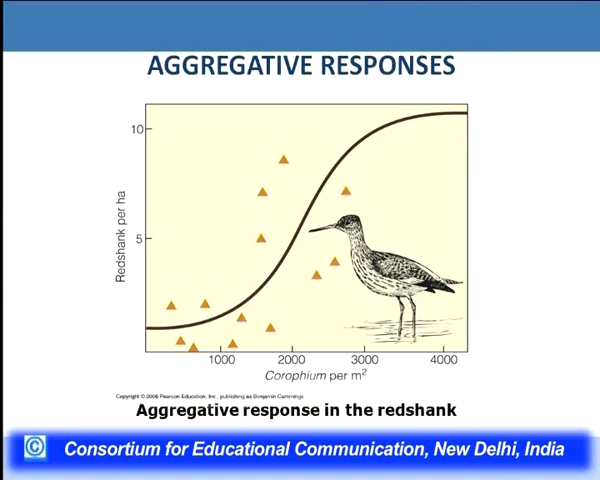 AGGREGATIVE RESPONSES
10
Redshank per ha
5
1000 2000 3000 4000
Corophium per m²
Copyright © 2006 Pearson Education, Inc., publishing as Benjamin Cummings
Aggregative response in the redshank
© Consortium for Educational Communication, New Delhi, India